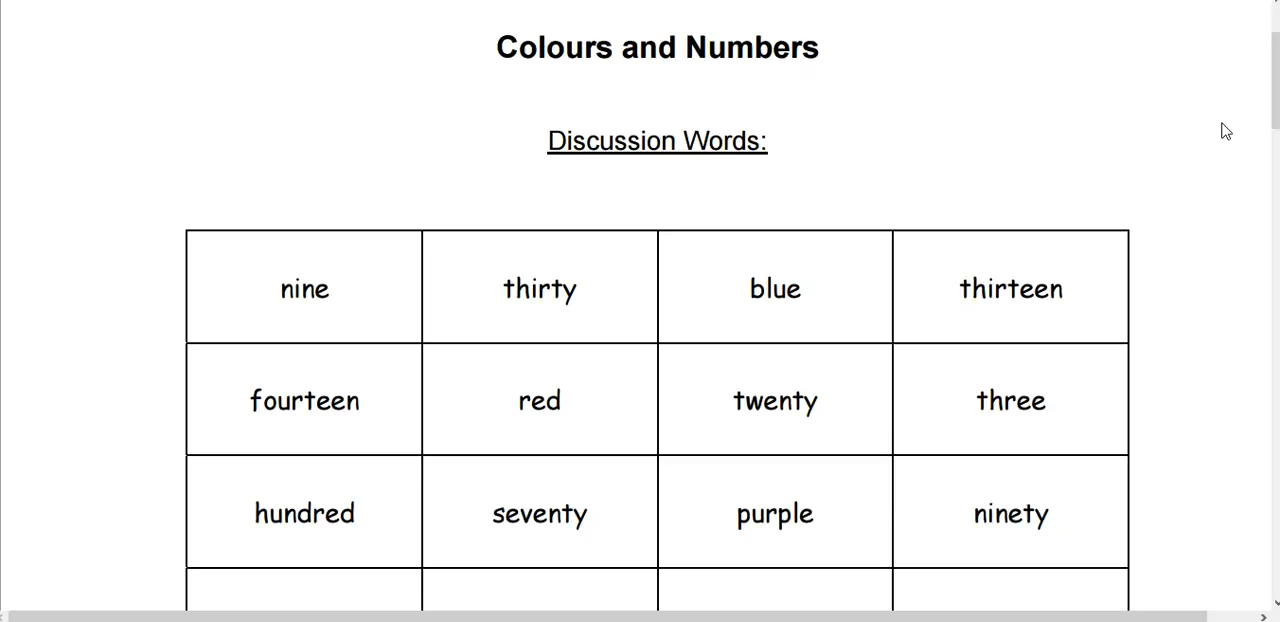 Colours and Numbers
Discussion Words:
nine thirty blue thirteen
fourteen red twenty three
hundred seventy purple ninety